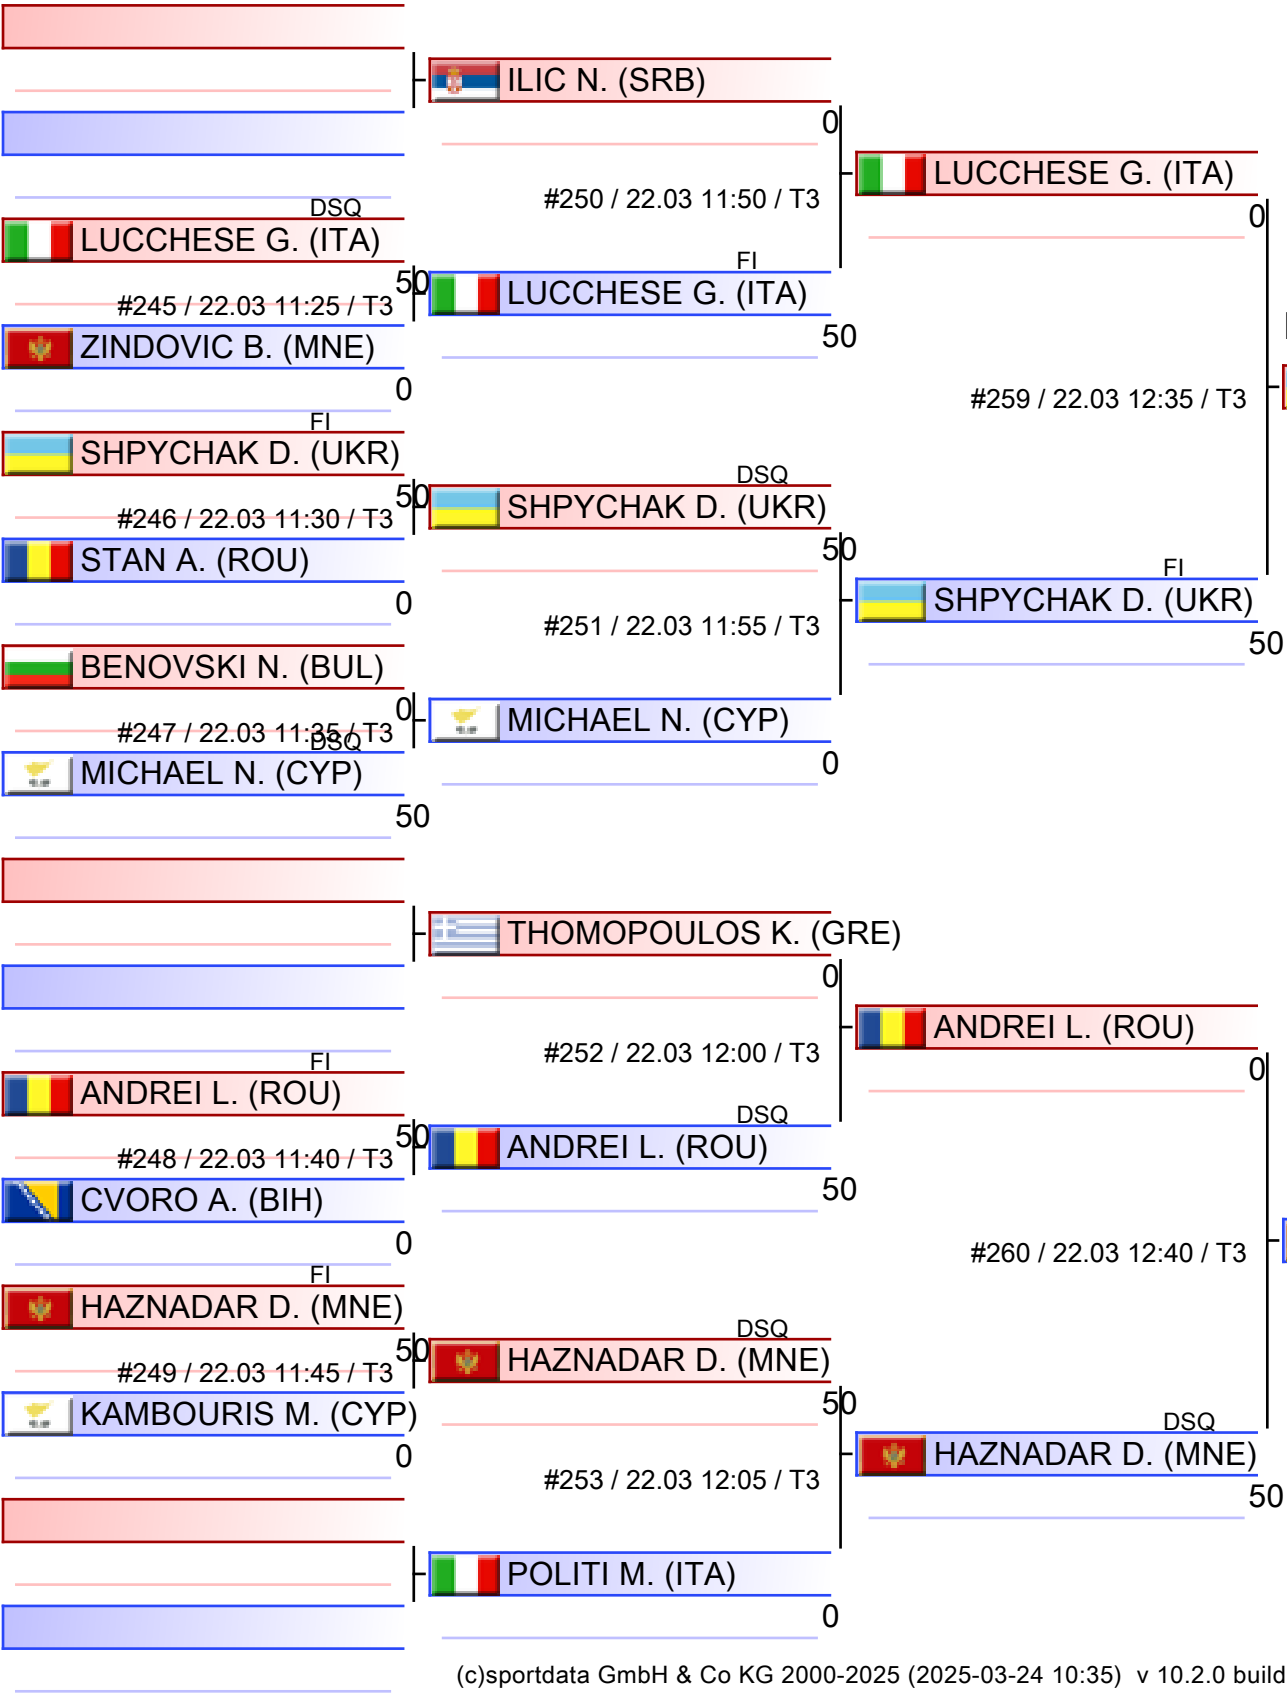 ILIC N. (SRB)
0
#250 / 22.03 11:50 / T3
LUCCHESE G. (ITA)
0
DSQ
LUCCHESE G. (ITA)
50
#245 / 22.03 11:25 / T3
FI
LUCCHESE G. (ITA)
50
ZINDOVIC B. (MNE)
0
#259 / 22.03 12:35 / T3
FI
SHPYCHAK D. (UKR)
50
#246 / 22.03 11:30 / T3
DSQ
SHPYCHAK D. (UKR)
50
STAN A. (ROU)
0
FI
SHPYCHAK D. (UKR)
50
#251 / 22.03 11:55 / T3
BENOVSKI N. (BUL)
0
#247 / 22.03 11:35 / T3
MICHAEL N. (CYP)
0
DSQ
MICHAEL N. (CYP)
50
THOMOPOULOS K. (GRE)
0
#252 / 22.03 12:00 / T3
ANDREI L. (ROU)
0
FI
ANDREI L. (ROU)
50
#248 / 22.03 11:40 / T3
DSQ
ANDREI L. (ROU)
50
CVORO A. (BIH)
0
#260 / 22.03 12:40 / T3
FI
HAZNADAR D. (MNE)
50
#249 / 22.03 11:45 / T3
DSQ
HAZNADAR D. (MNE)
50
KAMBOURIS M. (CYP)
0
DSQ
HAZNADAR D. (MNE)
50
#253 / 22.03 12:05 / T3
POLITI M. (ITA)
0
(c)sportdata GmbH & Co KG 2000-2025 (2025-03-24 10:35) v 10.2.0 build